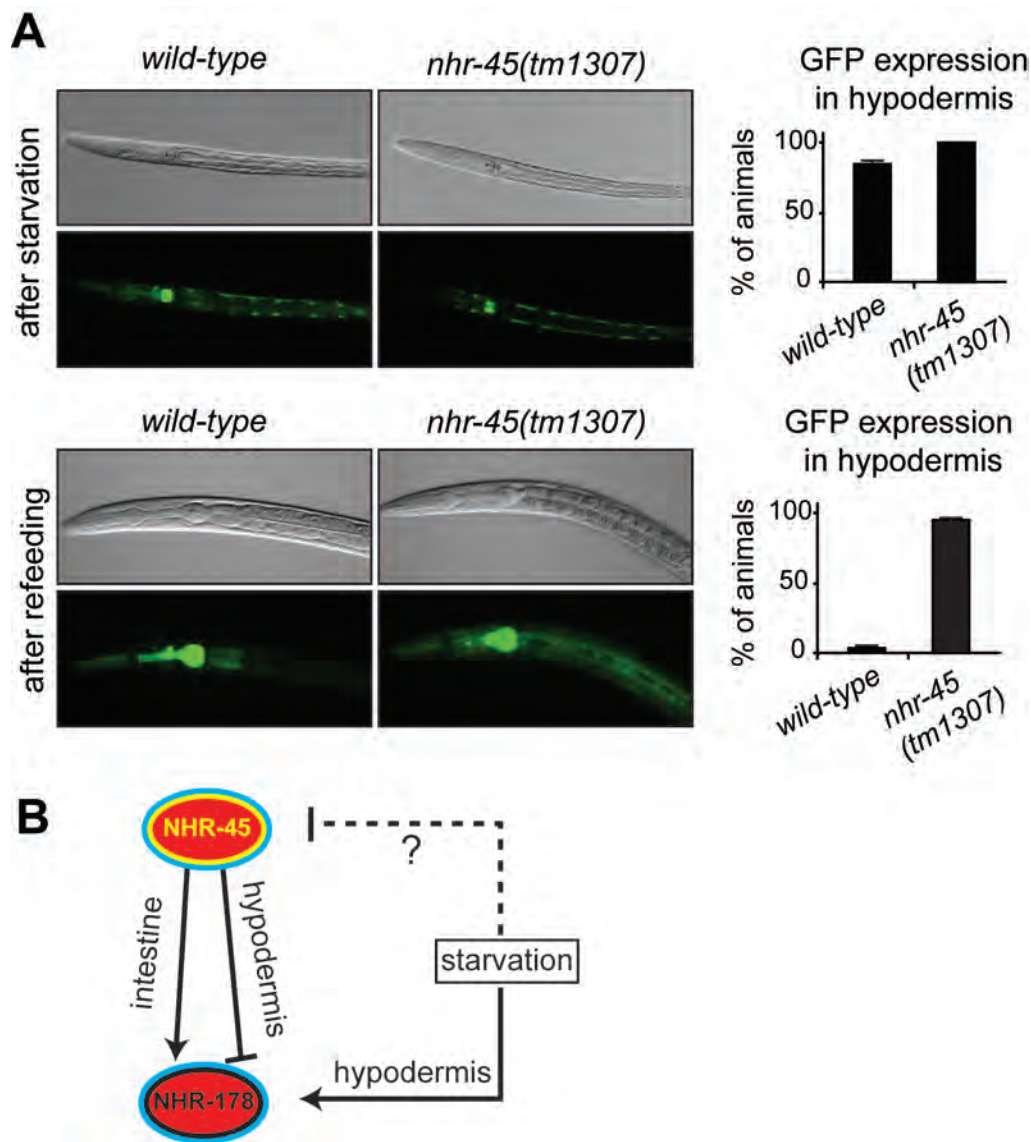 A
wild-type
nhr-45(tm1307)
GFP expression
in hypodermis
after starvation
% of animals
100
50
0
wild-type
nhr-45
(tm1307)
wild-type
nhr-45(tm1307)
GFP expression
in hypodermis
after refeeding
% of animals
100
50
0
wild-type
nhr-45
(tm1307)
B
NHR-45
?
intestine
hypodermis
starvation
hypodermis
NHR-178